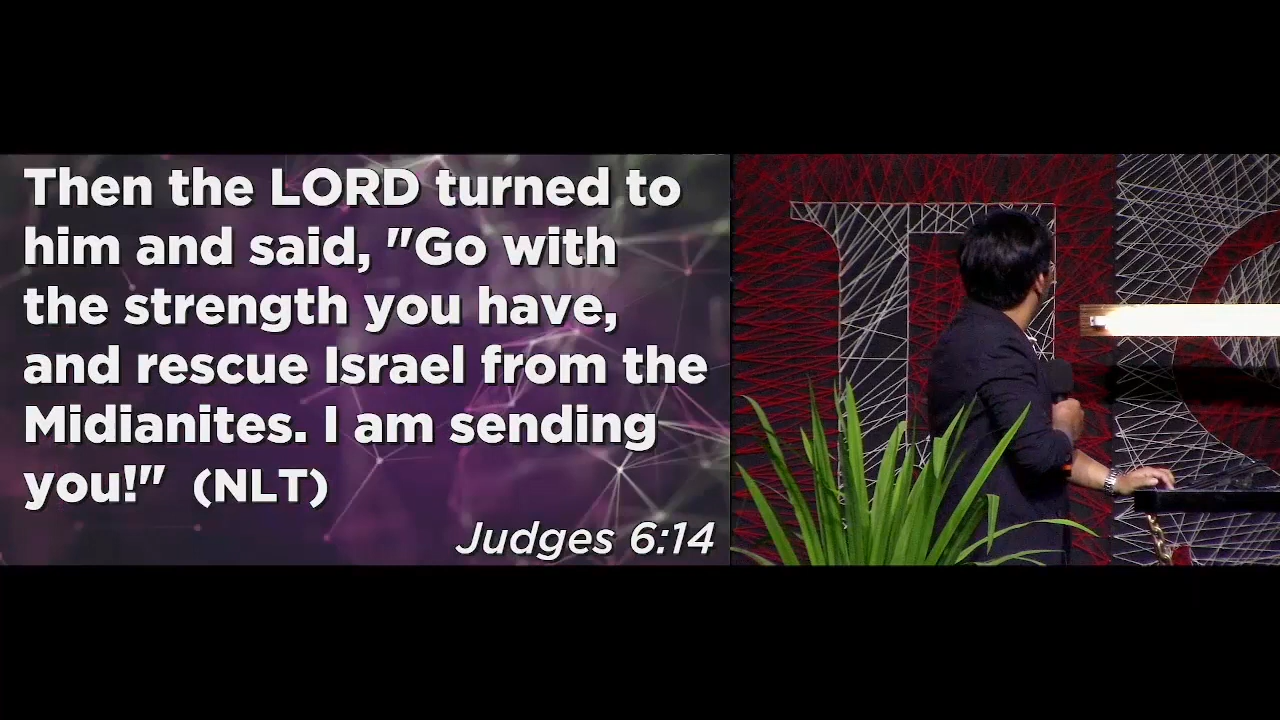 Then the LORD turned to
him and said, "Go with
the strength you have,
and rescue Israel from the
Midianites. I am sending
you!" (NLT)
Judges 6:14